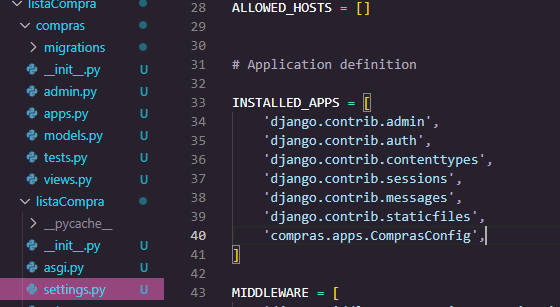 listaCompra
compras
migrations
__init__.py U
admin.py U
apps.py U
models.py U
tests.py U
views.py U
listaCompra
__pycache__
__init__.py U
asgi.py U
settings.py U
28 ALLOWED_HOSTS = []
29
30
31 # Application definition
32
33 INSTALLED_APPS = [
34 'django.contrib.admin',
35 'django.contrib.auth',
36 'django.contrib.contenttypes',
37 'django.contrib.sessions',
38 'django.contrib.messages',
39 'django.contrib.staticfiles',
40 'compras.apps.ComprasConfig',
41 ]
42
43 MIDDLEWARE = [